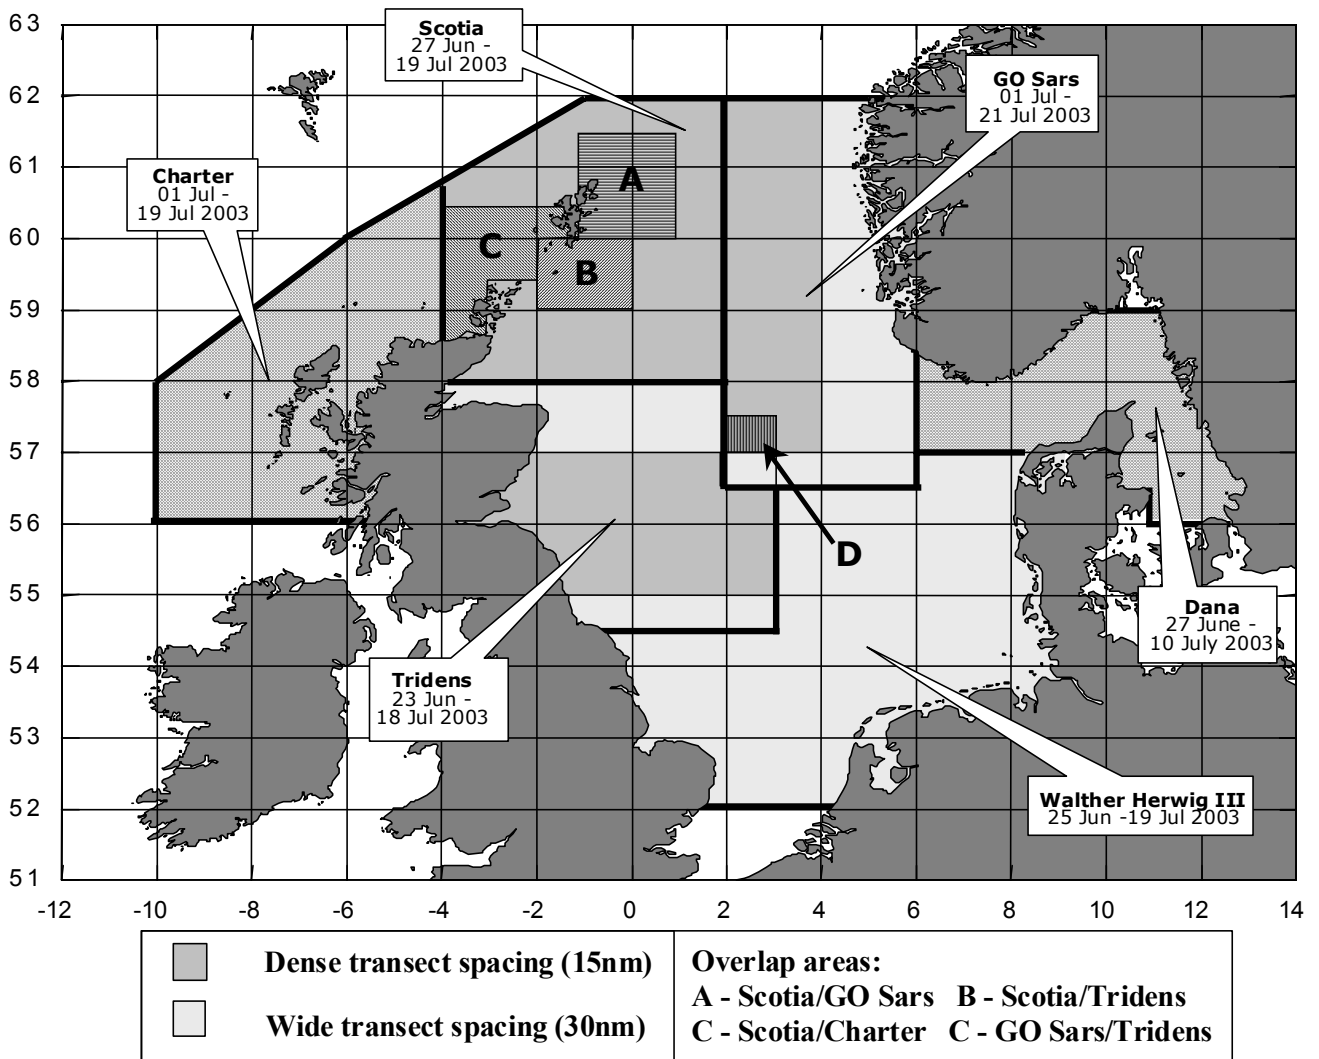 63
62
61
60
59
58
57
56
55
54
53
52
51
-12 -10 -8 -6 -4 -2 0 2 4 6 8 10 12 14
Scotia
27 Jun -
19 Jul 2003
GO Sars
01 Jul -
21 Jul 2003
Charter
01 Jul -
19 Jul 2003
A
C
B
D
Dana
27 June -
10 July 2003
Tridens
23 Jun -
18 Jul 2003
Walther Herwig III
25 Jun -19 Jul 2003
Dense transect spacing (15nm)
Wide transect spacing (30nm)
Overlap areas:
A - Scotia/GO Sars B - Scotia/Tridens
C - Scotia/Charter C - GO Sars/Tridens